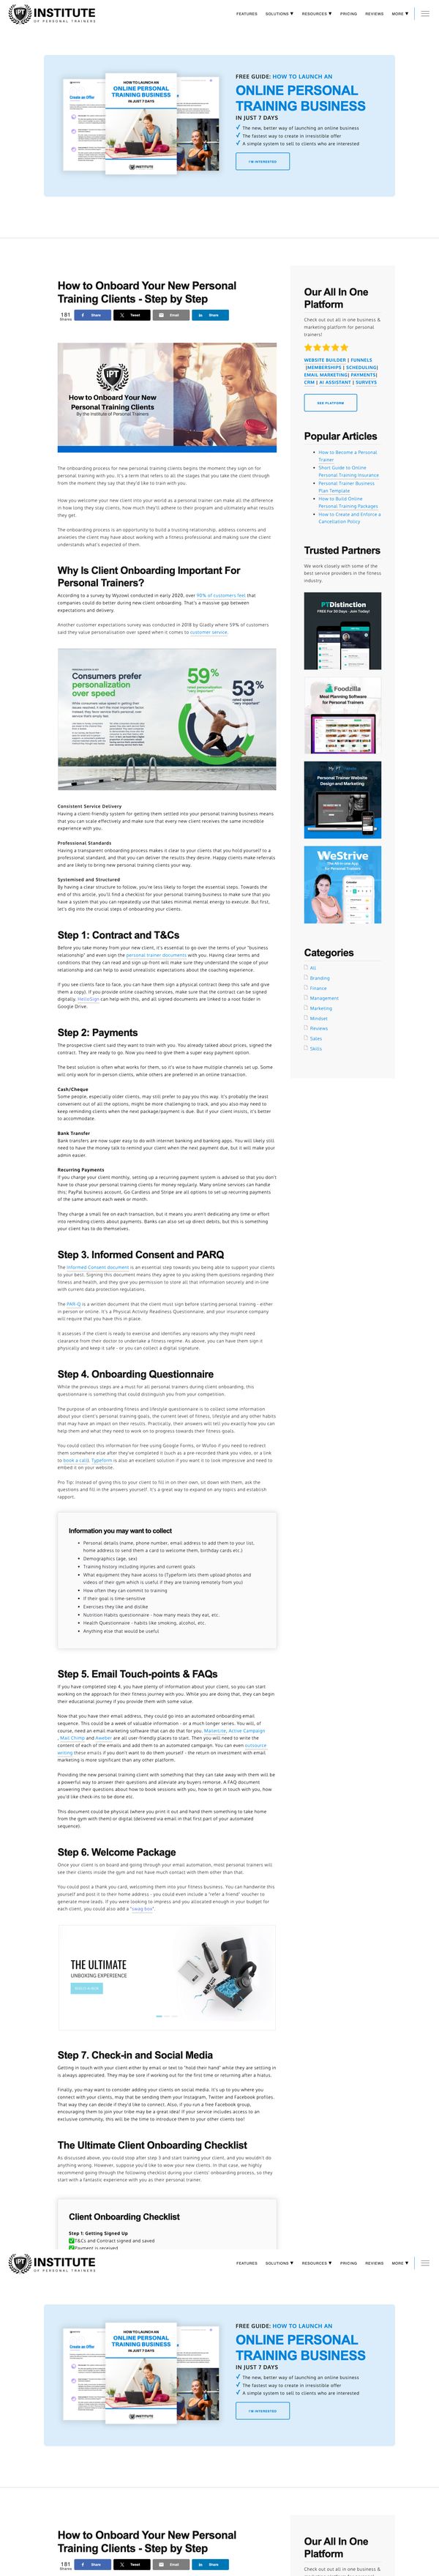 INSTITUTE
OF PERSONAL TRAINERS
FEATURES SOLUTIONS ▼ RESOURCES ▼ PRICING REVIEWS MORE ▼
FREE GUIDE: HOW TO LAUNCH AN
ONLINE PERSONAL
TRAINING BUSINESS
IN JUST 7 DAYS
✓ The new, better way of launching an online business
✓ The fastest way to create in irresistible offer
✓ A simple system to sell to clients who are interested
I'M INTERESTED
How to Onboard Your New Personal
Training Clients - Step by Step
181
Shares
Share
Tweet
Email
Share
How to Onboard Your New
Personal Training Clients
By the Institute of Personal Trainers
The onboarding process for new personal training clients begins the moment they sign on for
personal training with you. It's a term that refers to all the stages you take your client through
to make sure they feel happy that they'd be glad they'd chosen you.
How you welcome your new client into your world as a personal trainer can make all the difference
in how long they stay, how committed they are to their personal training and ultimately the results
they get.
The onboarding process is an opportunity to build a trusting relationship, address concerns and
anxieties the client may have about working with a fitness professional and making sure the client
understands what's expected of them.
Why Is Client Onboarding Important For
Personal Trainers?
According to a survey by Wyzowl conducted in early 2020, over 90% of customers feel that
companies could do better during new client onboarding. That's a massive gap between
expectations and delivery.
Another customer expectations survey was conducted in 2018 by Gladly where 59% of customers
said they value personalization over speed when it comes to customer service.
Consumers prefer
personalization
over speed
59%
53%
Consistent Service Delivery
Having a client-friendly system for getting them settled into your personal training business means
that you can scale effectively and make sure that every single client receives the same incredible
experience with you.
Professional Standards
Having a transparent onboarding process makes it clear to your clients that you hold yourself to a
professional standard, and that you can deliver the results they desire. Happy clients make referrals
and are likely to bring new personal training clients your way.
Systemised and Structured
By having a clear structure to follow, you're less likely to forget the essential steps. Towards the
end of this article, you'll find a checklist for your personal training business that you can use. If you
have a system that you can repeatedly use it takes minimal mental energy to execute. But first,
let's dig into the crucial steps of onboarding your clients.
Step 1: Contract and T&Cs
Before you take money from your new client, it's essential to go over the terms of your "business
relationship" and even sign the personal trainer documents with you. Having clear terms and
conditions that they can read and sign up-front will make sure they understand the scope of your
relationship and can help to avoid confusion or disagreements later in the coaching experience.
If you see clients face to face, you can have them sign a physical contract (keep this safe and give
them a copy). If you provide online coaching services, make sure the contract can be signed
digitally. HelloSign can help with this, and all signed documents are linked to your
Google Drive.
Step 2: Payments
The prospective client said they want to train with you. You already talked about prices, signed the
contract. They are ready to go. Now you need to give them a super easy payment option.
The best solution is often what works for them, so it's wise to have multiple channels set up. Some
will only work for in-person clients, while others are preferred in an online transaction.
Cash/Cheque
Some people, especially older clients, may still prefer to pay you this way. It's probably the least
convenient out of all the options, might be more challenging to track, and you also may need to
keep reminding clients when the next package/payment is due. But if your client insists, it's better
to accommodate.
Bank Transfer
Bank transfers are now super easy to do with internet banking and banking apps. You will likely still
need to have the money talk to remind your client when the next payment due, but it will make your
admin easier.
Recurring Payments
If you charge your client monthly, setting up a recurring payment system is advised so that you don't
have to chase your personal training clients for money regularly. Many online services can handle
this; PayPal business account, Go Cardless and Stripe are all options to set up recurring payments
of the same amount each week or month.
They charge a small fee on each transaction, but it means you aren't dedicating any time or effort
into reminding clients about payments. Banks can also set up direct debits, but this is something
your client has to do themselves.
Step 3. Informed Consent and PARQ
The Informed Consent document is an essential step towards you being able to support your clients
to your best. Signing this document means they agree to you asking them questions regarding their
fitness and health, and they give you permission to store all that information securely and in line
with current data protection regulations.
The PAR-Q is a written document that the client must sign before starting personal training - either
in person or online. It's a Physical Activity Readiness Questionnaire, and your insurance company
will require that you have this in place.
It assesses if the client is ready to exercise and identifies any reasons why they might need
clearance from their doctor to undertake a fitness regime. As above, you can have them sign it
physically and keep it safe - or you can collect a digital signature.
Step 4. Onboarding Questionnaire
While the previous steps are a must for all personal trainers during client onboarding, this
questionnaire is something that could distinguish you from your competition.
The purpose of an onboarding fitness and lifestyle questionnaire is to collect some information
about your client's personal training goals, the current level of fitness, lifestyle and any other habits
that may have an impact on their results. Practically, their answers will tell you exactly how you can
help them and what they need to work on to progress towards their fitness goals.
You could collect this information for free using Google Forms, or Wufoo if you need to redirect
them somewhere else after they've completed it (such as a pre-recorded thank you video, or a link
to book a call). Typeform is also an excellent solution if you want it to look impressive and need to
embed it on your website.
Pro Tip: Instead of giving this to your client to fill in on their own, sit down with them, ask the
questions and fill in the answers yourself. It's a great way to expand on any topics and establish
rapport.
Information you may want to collect
• Personal details (name, phone number, email address to add them to your list,
home address to send them a card to welcome them, birthday cards etc.)
• Demographics (age, sex)
• Training history including injuries and current goals
• What equipment they have access to (Typeform lets them upload photos and
videos of their gym which is useful if they are training remotely from you)
• How often they can commit to training
• If their goal is time-sensitive
• Exercises they like and dislike
• Nutrition Habits questionnaire - how many meals they eat, etc.
• Health Questionnaire - habits like smoking, alcohol, etc.
• Anything else that would be useful
Step 5. Email Touch-points & FAQs
If you have completed step 4, you have plenty of information about your client, so you can start
working on the approach for their fitness journey with you. While you are doing that, they can begin
their educational journey if you provide them some value.
Now that you have their email address, they could go into an automated onboarding email
sequence. This could be a week of valuable information - or a much longer series. You will, of
course, need an email marketing software that can do that for you. MailerLite, Active Campaign
, Mail Chimp and Aweber are all user friendly places to start. Then you will need to write the
content of each of the emails and add them to an automated campaign. You can even outsource
writing these emails if you don't want to do them yourself - the return on investment with email
marketing is more significant than any other platform.
Providing the new personal training client with something that they can take away with them will be
a powerful way to answer their questions and alleviate any buyers remorse. A FAQ document
answering their questions about how to book sessions with you, how to get in touch with you, how
you'd like check-ins to be done etc.
This document could be physical (where you print it out and hand them something to take home
from the gym with them) or digital (delivered via email in that first part of your automated
sequence).
Step 6. Welcome Package
Once your client is on board and going through your email automation, most personal trainers will
see their clients inside the gym and not have much contact with them other than that.
You could post a thank you card, welcoming them into your fitness business. You can handwrite this
yourself and post it to their home address - you could even include a "refer a friend" voucher to
generate more leads. If you were looking to impress and you allocated enough in your budget for
each client, you could also add a "swag box".
THE ULTIMATE
UNBOXING EXPERIENCE
Step 7. Check-in and Social Media
Getting in touch with your client either by email or text to "hold their hand" while they are settling in
is always appreciated. They may be sore if working out for the first time or returning after a hiatus.
Finally, you may want to consider adding your clients on social media. It's up to you where you
connect with your clients, may that be sending them your Instagram, Twitter and Facebook profiles.
That way they can decide if they'd like to connect. Also, if you run a free Facebook group,
encouraging them to join your tribe may be a great deal! If your service includes access to an
exclusive community, this will be the time to introduce them to your other clients too!
The Ultimate Client Onboarding Checklist
As discussed above, you could stop after step 3 and start training your client, and you wouldn't do
anything wrong. However, suppose you'd like to wow your new clients. In that case, we highly
recommend going through the following checklist during your clients' onboarding process, so they
start with a fantastic experience with you as their personal trainer.
Client Onboarding Checklist
Step 1: Getting Signed Up
✅T&Cs and Contract signed and saved
✅Payment is received
Our All In One
Platform
Check out out all in one business &
marketing platform for personal
trainers!
WEBSITE BUILDER | FUNNELS
|MEMBERSHIPS | SCHEDULING|
EMAIL MARKETING| PAYMENTS|
CRM | AI ASSISTANT | SURVEYS
SEE PLATFORM
Popular Articles
• How to Become a Personal
Trainer
• Short Guide to Online
Personal Training Insurance
• Personal Trainer Business
Plan Template
• How to Build Online
Personal Training Packages
• How to Create and Enforce a
Cancellation Policy
Trusted Partners
We work closely with some of the
best service providers in the fitness
industry.
PTDistinction
FREE For 30 Days - Join Today!
Foodzilla
Meal Planning Software
for Personal Trainers
My PT
Personal Trainer Website
Design and Marketing
WeStrive
The All-in-one App
for Personal Trainers
Categories
All
Branding
Finance
Management
Marketing
Mindset
Reviews
Sales
Skills
INSTITUTE
OF PERSONAL TRAINERS
FEATURES SOLUTIONS ▼ RESOURCES ▼ PRICING REVIEWS MORE ▼
FREE GUIDE: HOW TO LAUNCH AN
ONLINE PERSONAL
TRAINING BUSINESS
IN JUST 7 DAYS
✓ The new, better way of launching an online business
✓ The fastest way to create in irresistible offer
✓ A simple system to sell to clients who are interested
I'M INTERESTED
How to Onboard Your New Personal
Training Clients - Step by Step
181
Shares
Share
Tweet
Email
Share
Our All In One
Platform
Check out out all in one business &